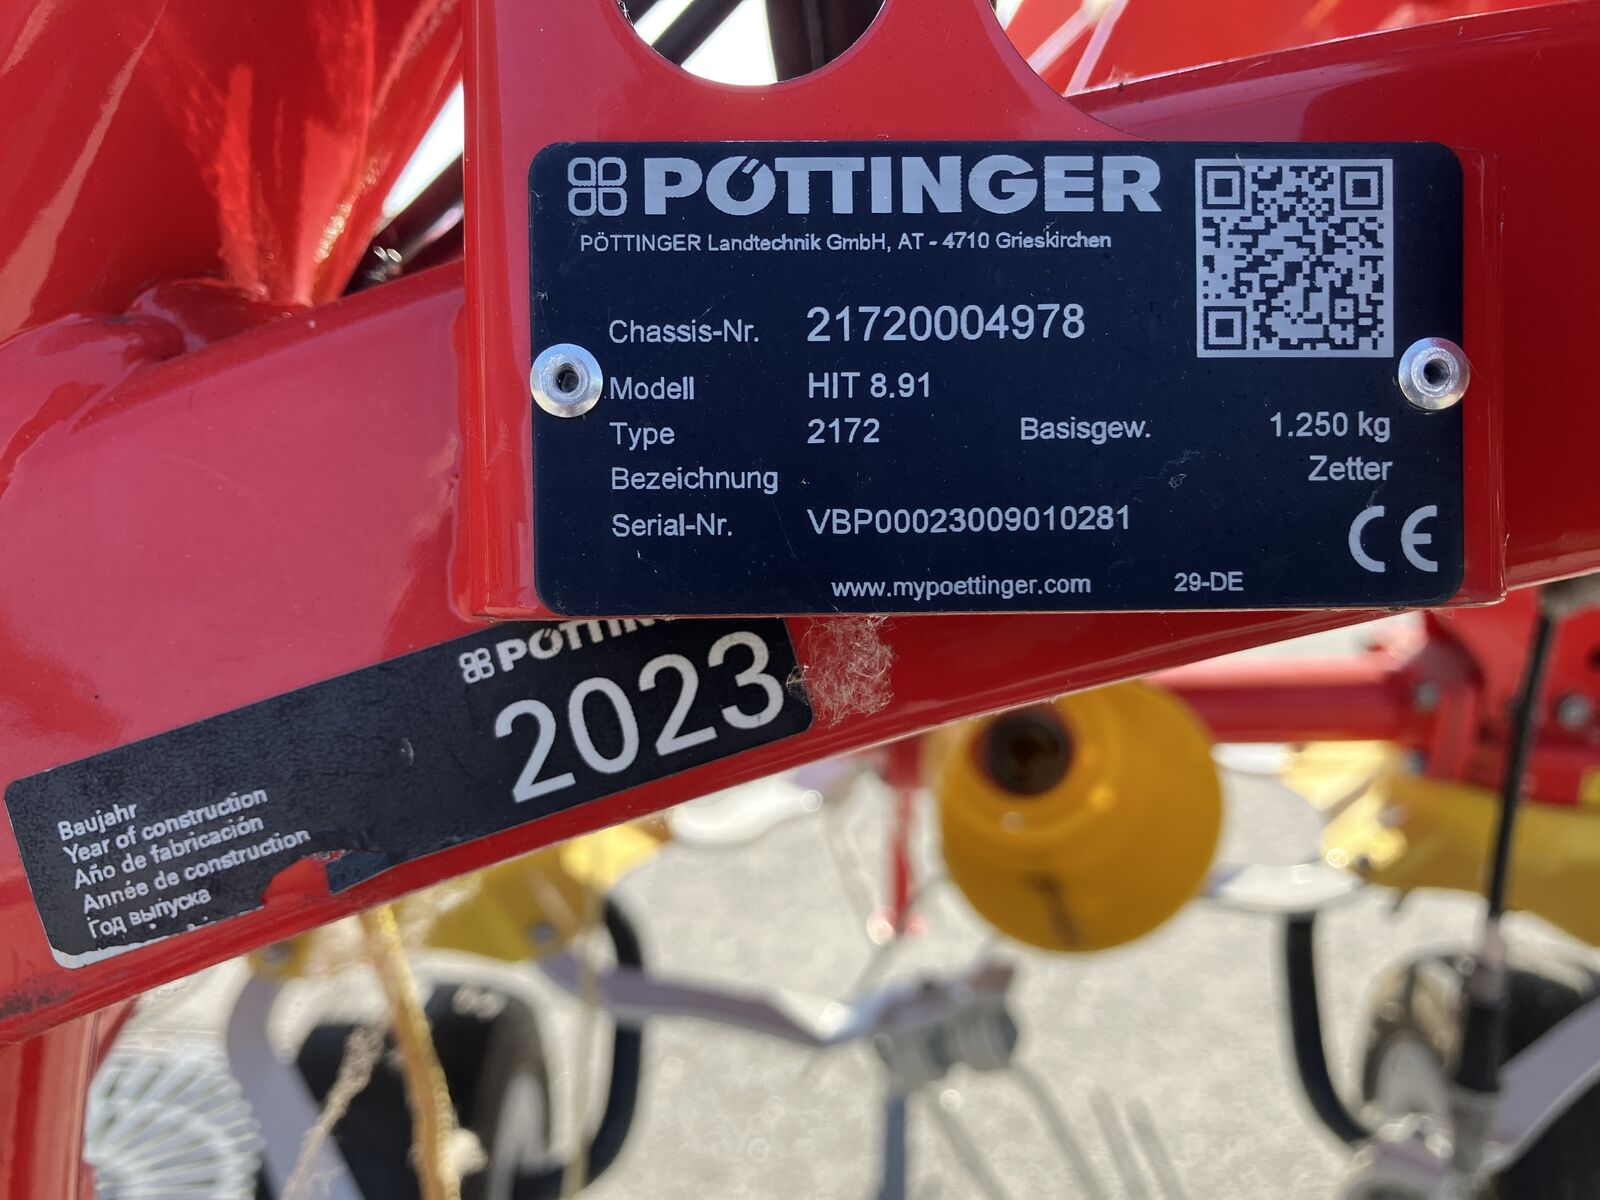 PÖTTINGER
PÖTTINGER Landtechnik GmbH, AT - 4710 Grieskirchen
Chassis-Nr. 21720004978
Modell HIT 8.91
Type 2172 Basisgew. 1.250 kg
Bezeichnung Zetter
Serial-Nr. VBP00023009010281
CE
www.mypoettinger.com 29-DE
2023
Baujahr
Year of construction
Año de fabricación
Année de construction
Год выпуска